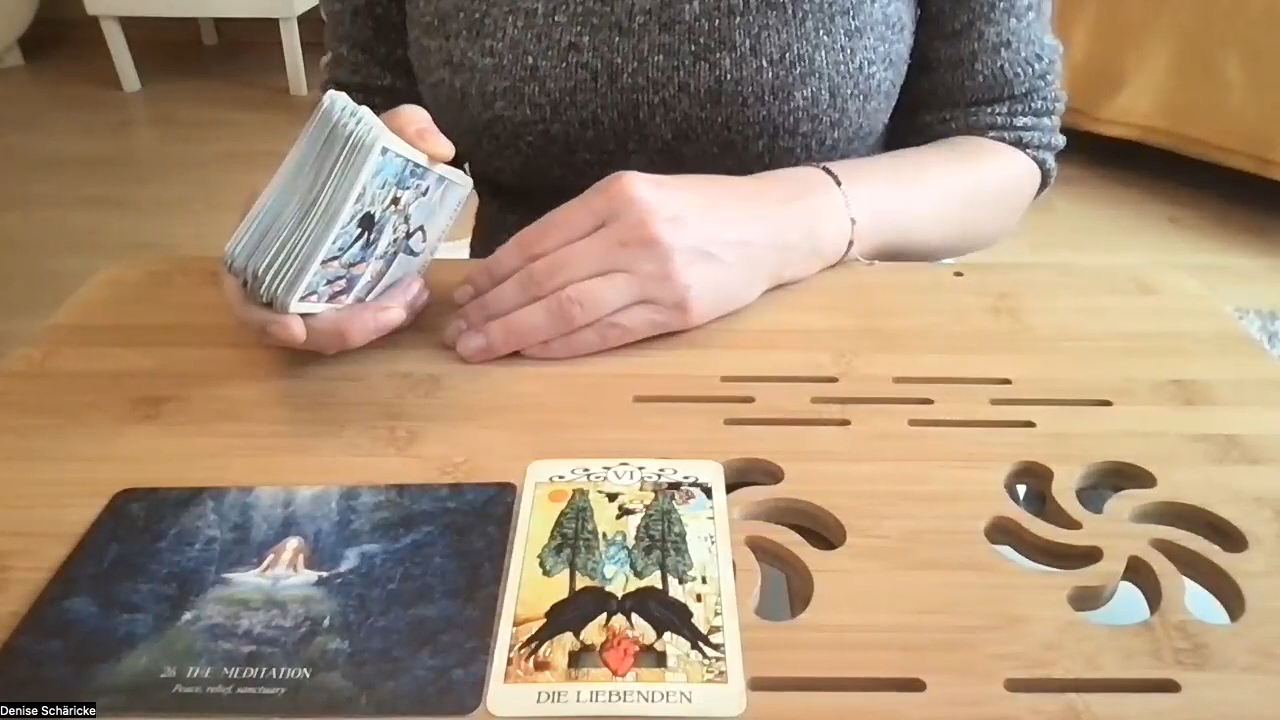 26 THE MEDITATION
Peace, relief, sanctuary
VI
DIE LIEBENDEN
Denise Schäricke